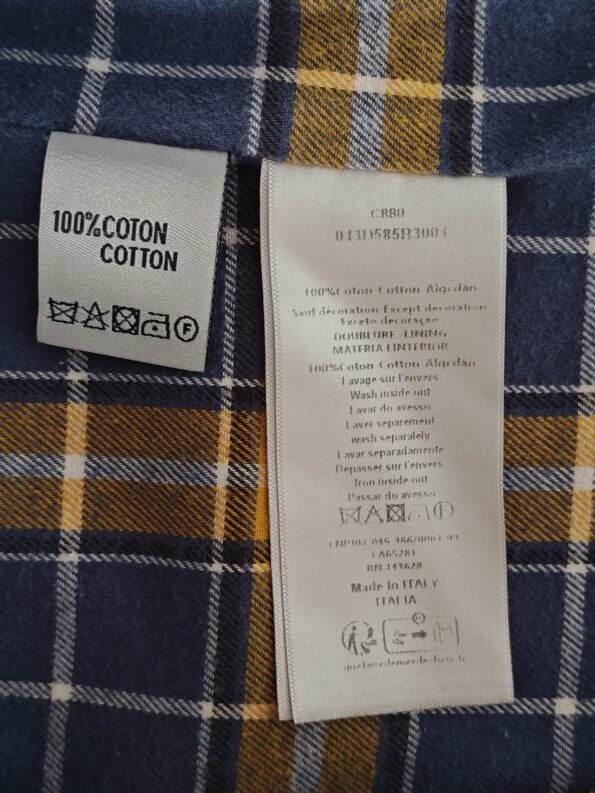 100%COTON
COTTON
F
C880
013D585B3001
100%Coton Cotton Algodão
Sauf décoration Except decoration
Exceto decoração
DOUBLURE LINING
MATERIA L INTERIOR
100%Coton Cotton Algodão
Lavage sur l'envers
Wash inside out
Lavar do avesso
Laver separement
wash separalely
Lavar separadamente
Repasser sur l'envers
Iron inside out
Passar do avesso
CA65281
RN 143628
Made In ITALY
ITALIA